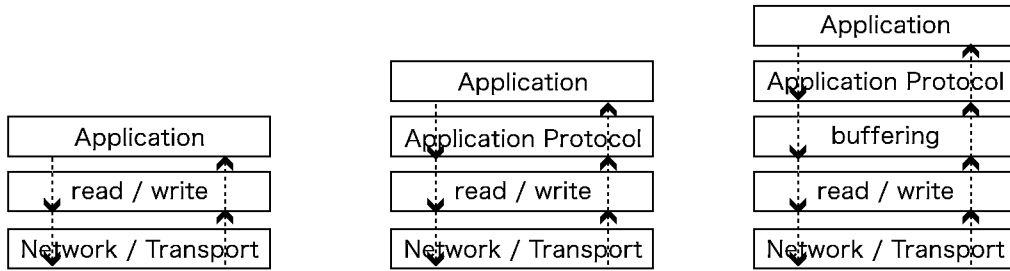 Application
read / write
Network / Transport
Application
Application Protocol
read / write
Network / Transport
Application
Application Protocol
buffering
read / write
Network / Transport